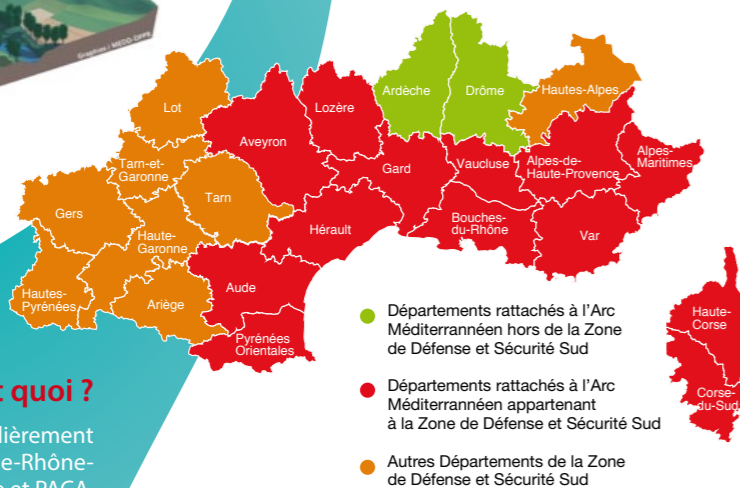 Graphies / MEDD-DPPR
Lot
Aveyron
Lozère
Ardèche
Drôme
Hautes-Alpes
Tarn-et-
Garonne
Tarn
Gard
Vaucluse
Alpes-de-
Haute-Provence
Alpes-
Maritimes
Gers
Haute-
Garonne
Hérault
Bouches-
du-Rhône
Var
Hautes-
Pyrénées
Ariège
Aude
Pyrénées
Orientales
Haute-
Corse
Corse-
du-Sud
Départements rattachés à l'Arc
Méditerrannéen hors de la Zone
de Défense et Sécurité Sud
Départements rattachés à l'Arc
Méditerrannéen appartenant
à la Zone de Défense et Sécurité Sud
Autres Départements de la Zone
de Défense et Sécurité Sud
t quoi ?
lièrement
e-Rhône-
e et PACA